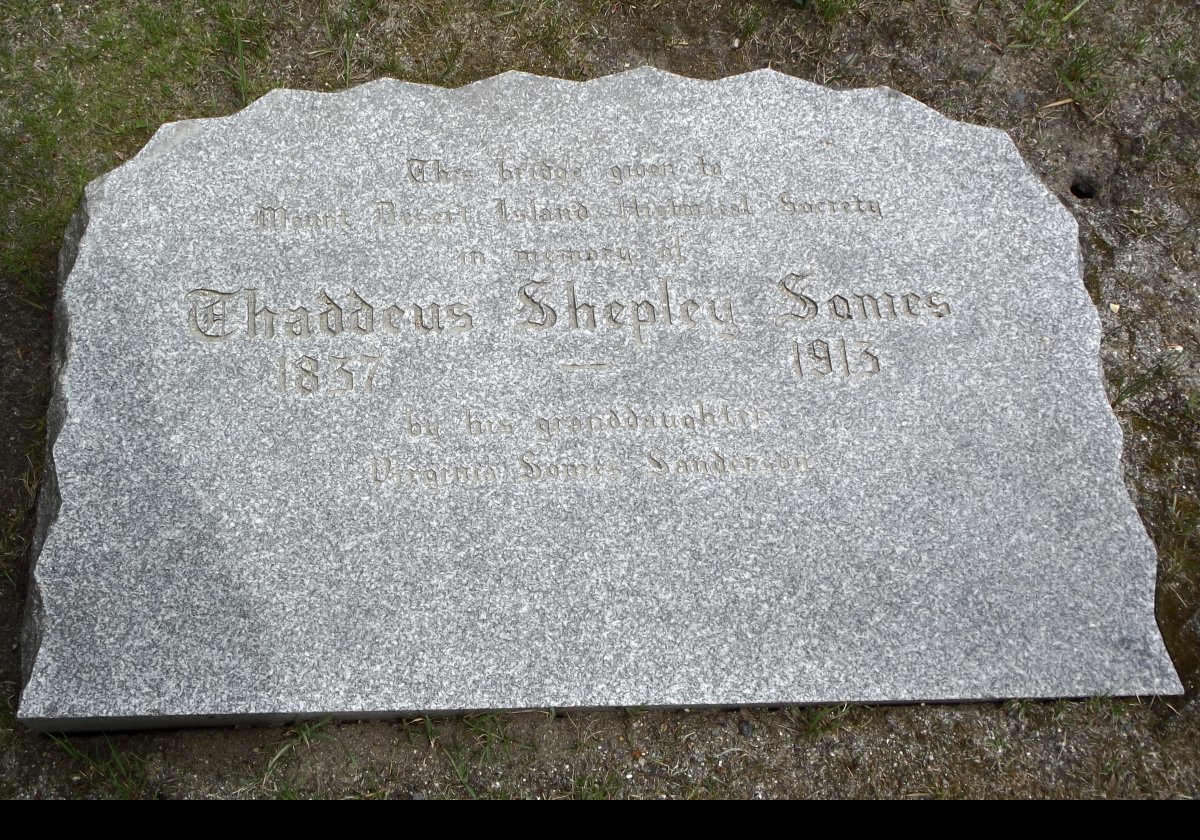 This bridge given to
Mount Desert Island Historical Society
in memory of
Thaddeus Shepley Somes
1837 — 1913
by his granddaughter
Virginia Somes Sanderson